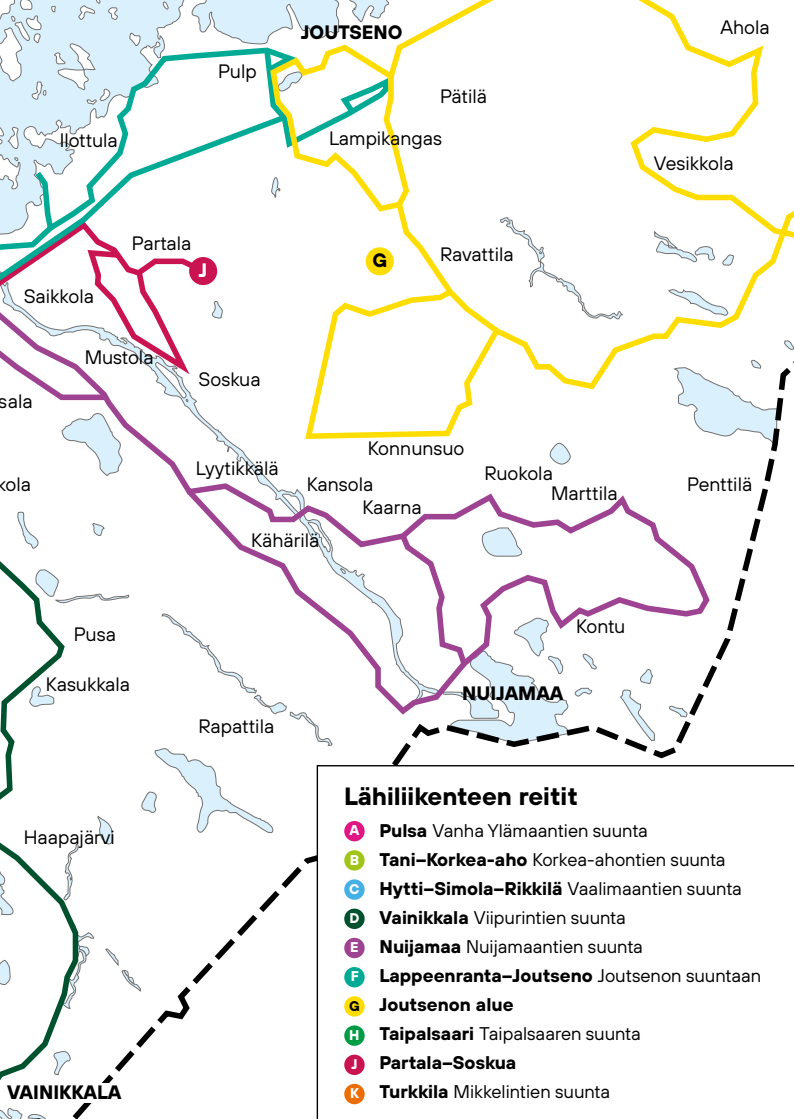 JOUTSENO
Ahola
Pulp
Pätilä
Ilottula
Lampikangas
Vesikkola
Partala
J
G
Ravattila
Saikkola
Mustola
Soskua
sala
Konnunsuo
Lyytikkälä
Kansola
Ruokola
Marttila
Penttilä
kola
Kaarna
Kähärilä
Pusa
Kontu
Kasukkala
NUIJAMAA
Rapattila
Haapajärvi
VAINIKKALA
Lähiliikenteen reitit
A Pulsa Vanha Ylämaantien suunta
B Tani–Korkea-aho Korkea-ahontien suunta
C Hytti–Simola–Rikkilä Vaalimaantien suunta
D Vainikkala Viipurintien suunta
E Nuijamaa Nuijamaantien suunta
F Lappeenranta–Joutseno Joutsenon suuntaan
G Joutsenon alue
H Taipalsaari Taipalsaaren suunta
J Partala–Soskua
K Turkkila Mikkelintien suunta